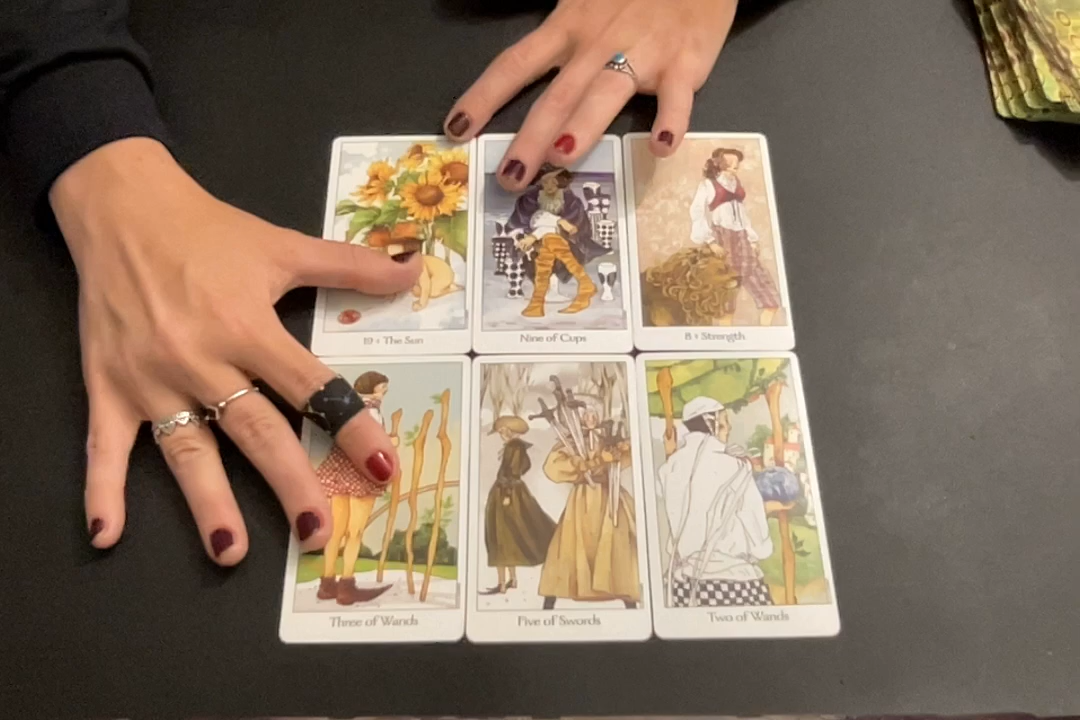 19 • The Sun
Nine of Cups
8 • Strength
Three of Wands
Five of Swords
Two of Wands